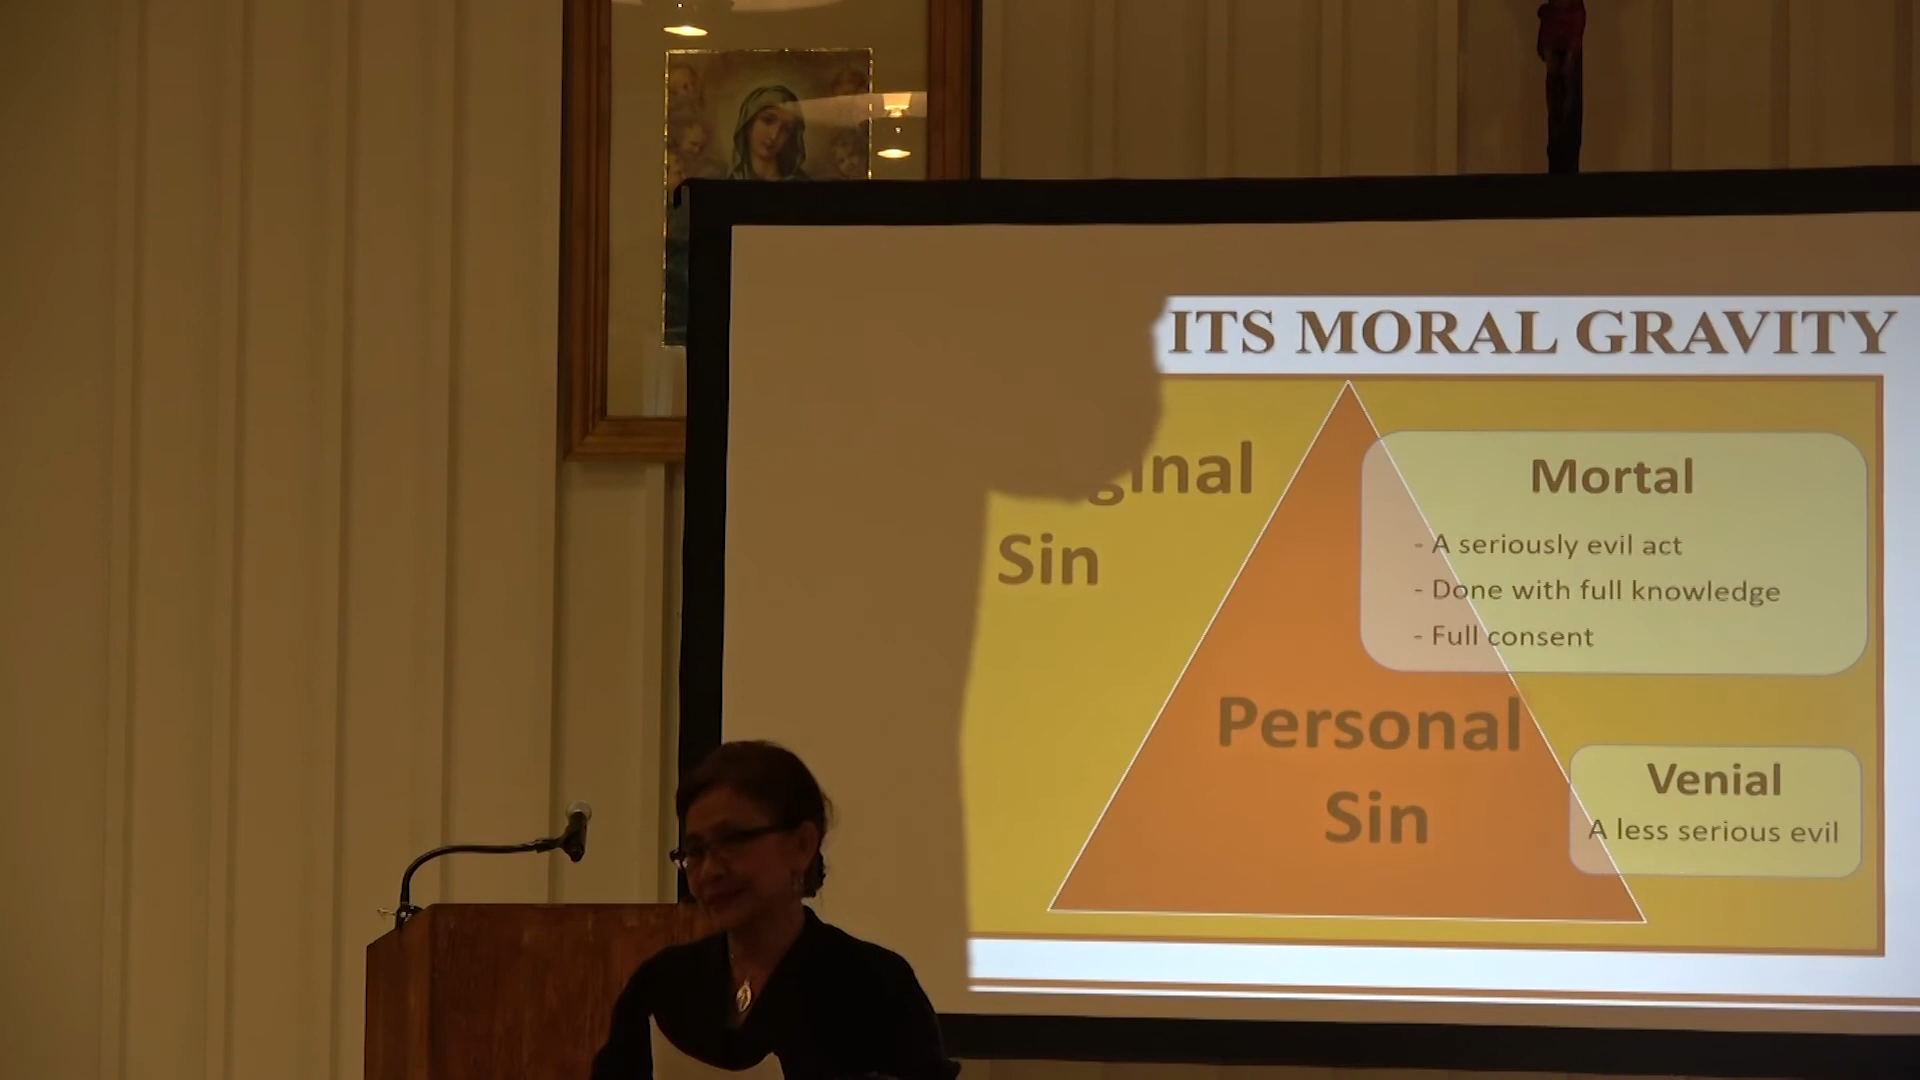 ITS MORAL GRAVITY
Sin
Mortal
- A seriously evil act
- Done with full knowledge
- Full consent
Personal
Sin
Venial
A less serious evil